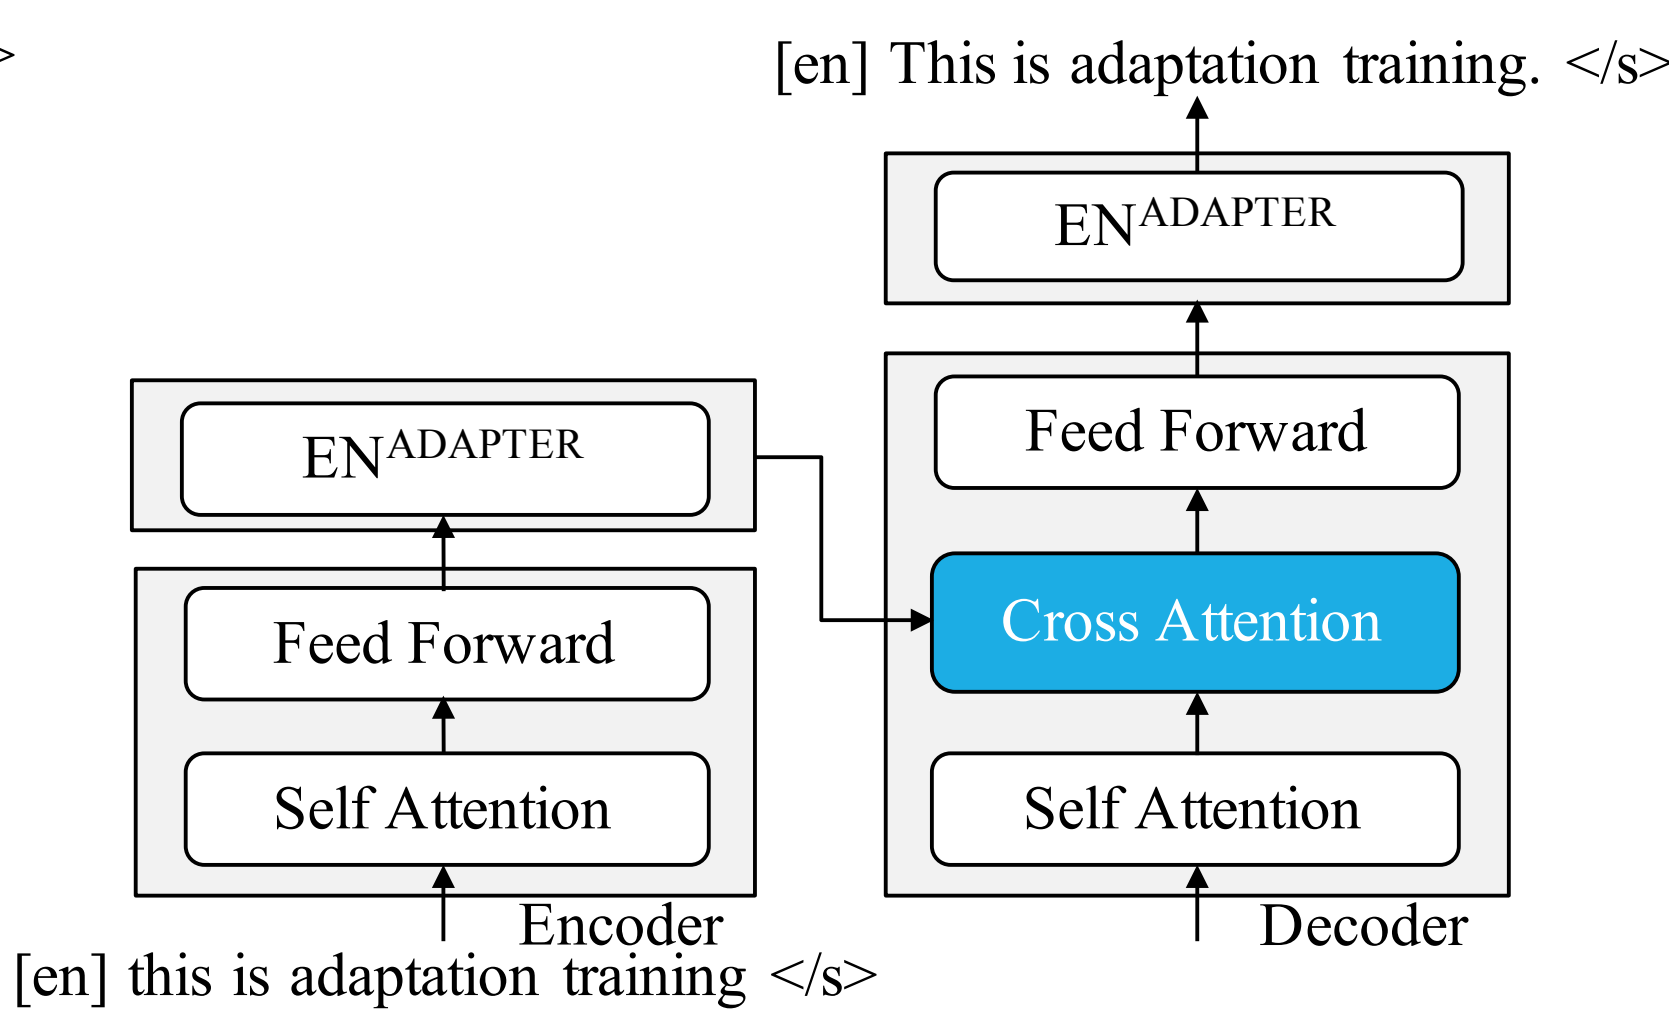 >
[en] This is adaptation training. </s>
EN^ADAPTER
Feed Forward
Cross Attention
Self Attention
Decoder
EN^ADAPTER
Feed Forward
Self Attention
Encoder
[en] this is adaptation training </s>